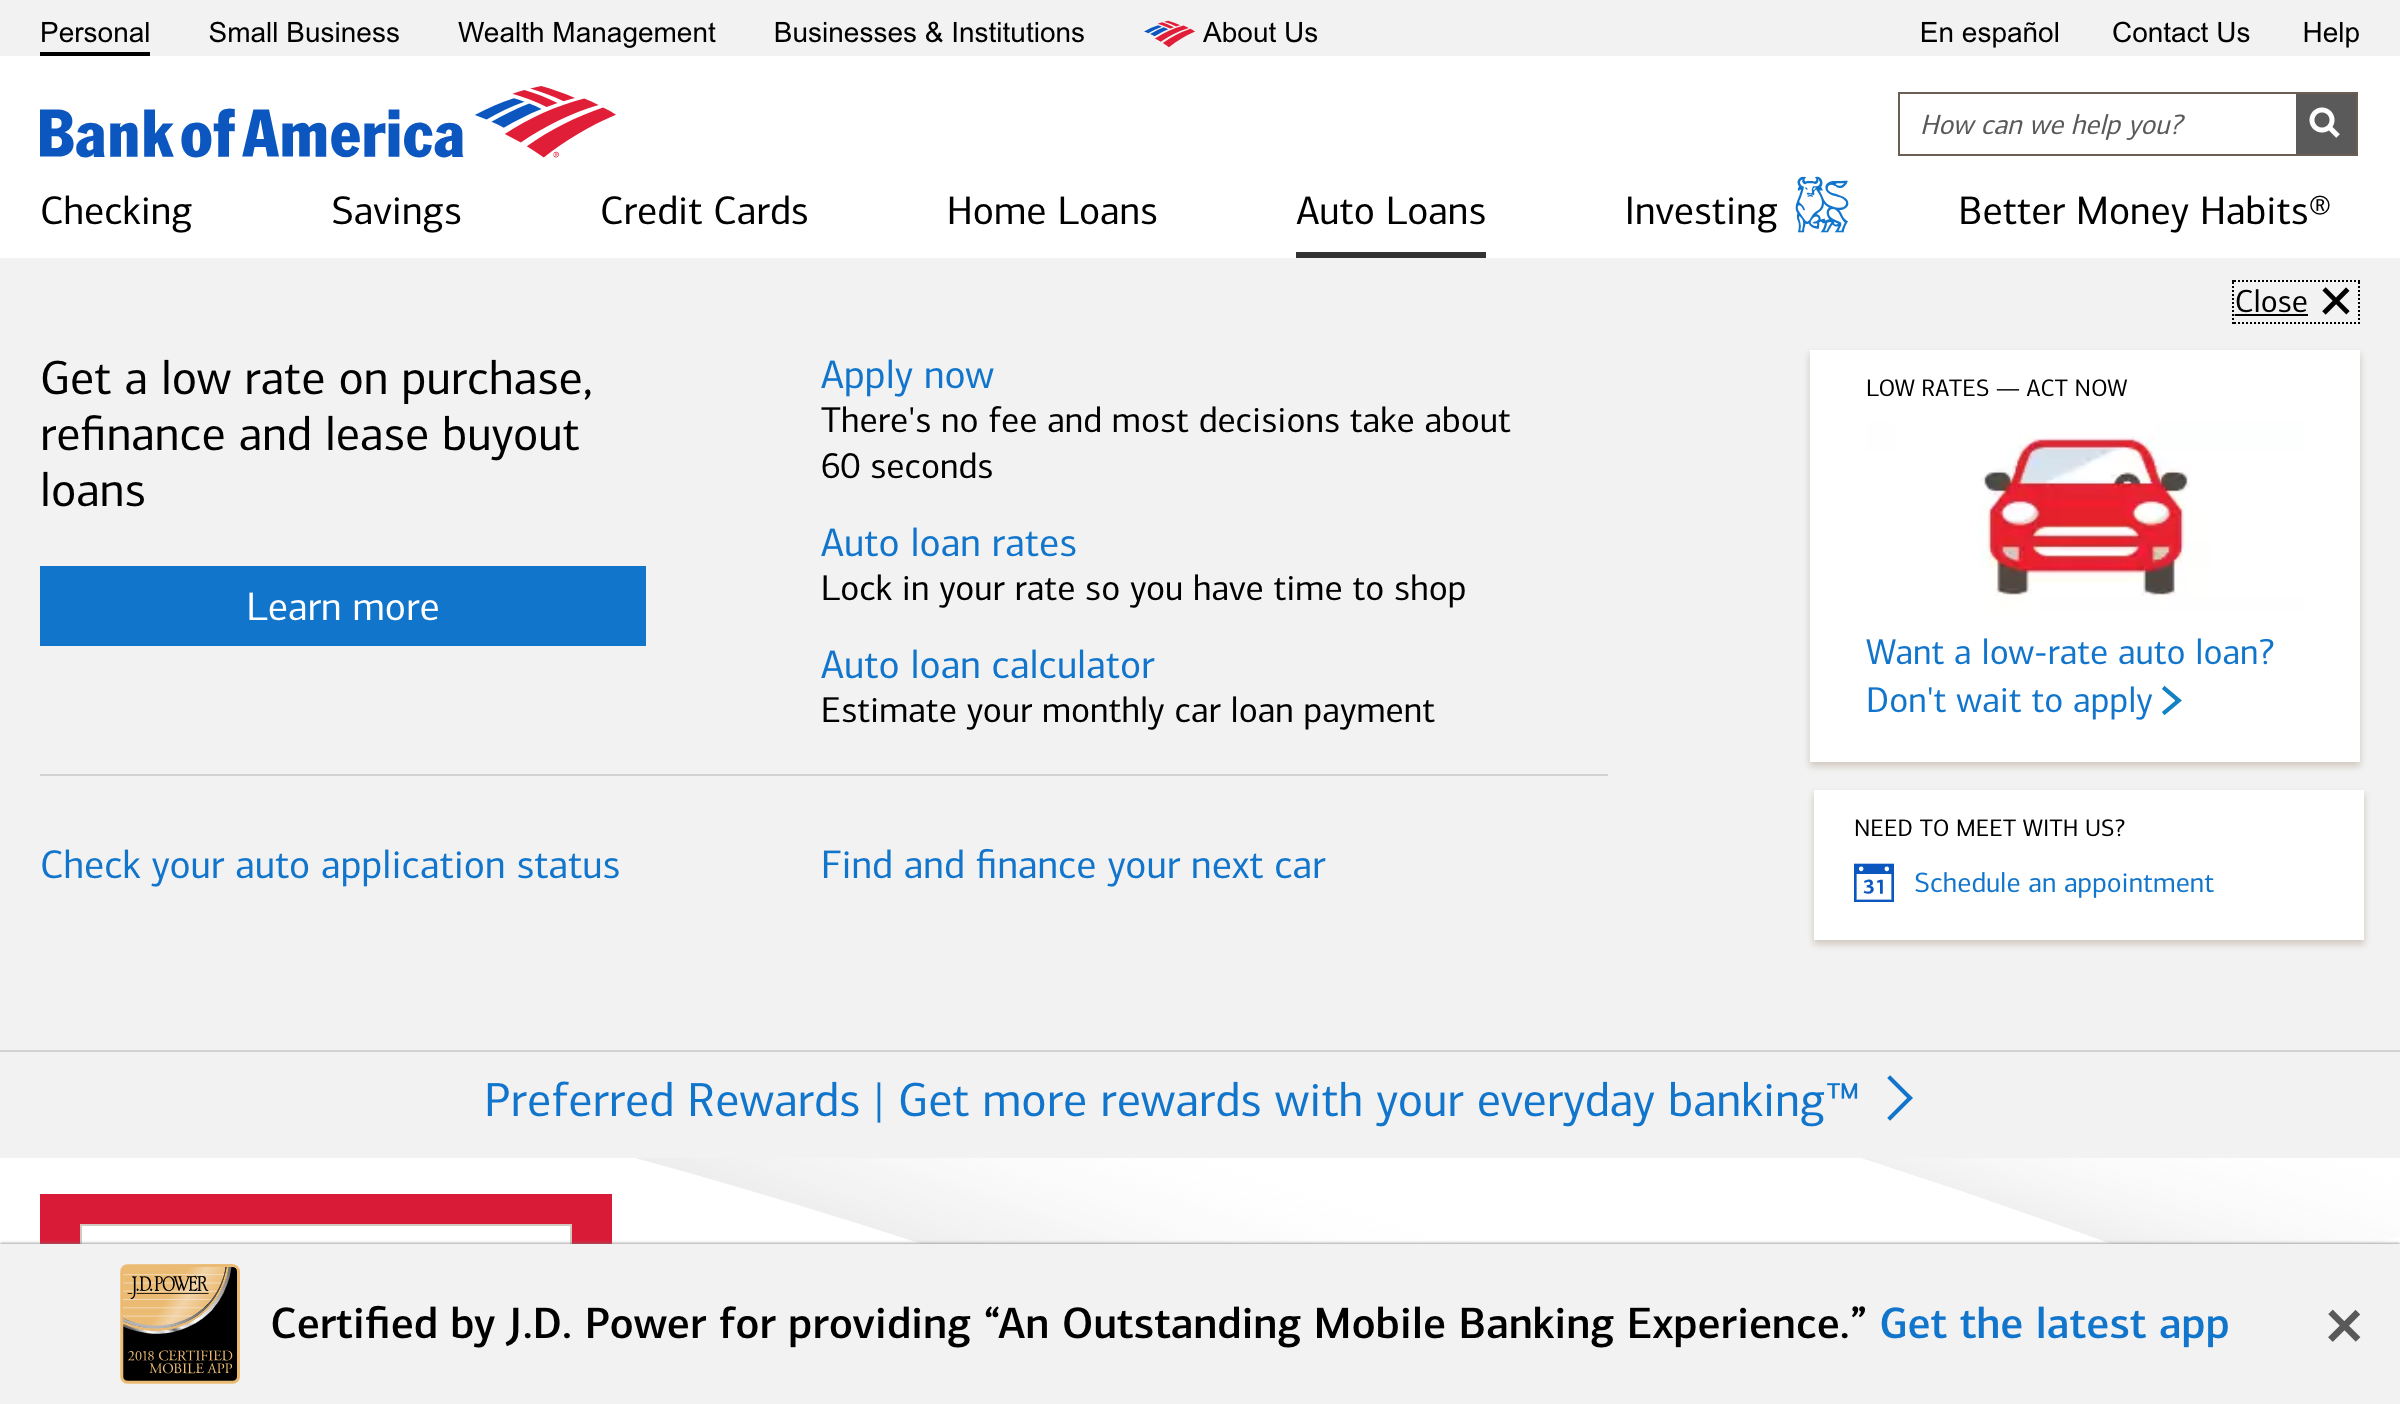 Personal
Small Business
Wealth Management
Businesses & Institutions
About Us
En español
Contact Us
Help
Bank of America
How can we help you?
Checking
Savings
Credit Cards
Home Loans
Auto Loans
Investing
Better Money Habits®
Close
Get a low rate on purchase,
refinance and lease buyout
loans
Learn more
Apply now
There's no fee and most decisions take about
60 seconds
Auto loan rates
Lock in your rate so you have time to shop
Auto loan calculator
Estimate your monthly car loan payment
LOW RATES — ACT NOW
Want a low-rate auto loan?
Don't wait to apply
Check your auto application status
Find and finance your next car
NEED TO MEET WITH US?
31
Schedule an appointment
Preferred Rewards | Get more rewards with your everyday banking™
J.D. POWER
2018 CERTIFIED
MOBILE APP
Certified by J.D. Power for providing “An Outstanding Mobile Banking Experience.” Get the latest app